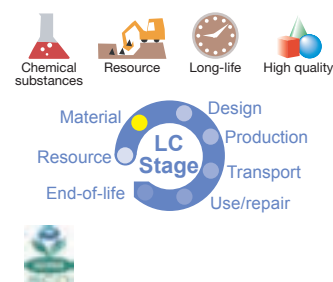 Chemical
substances
Resource
Long-life
High quality
Material
Design
LC
Stage
Production
Resource
Transport
End-of-life
Use/repair